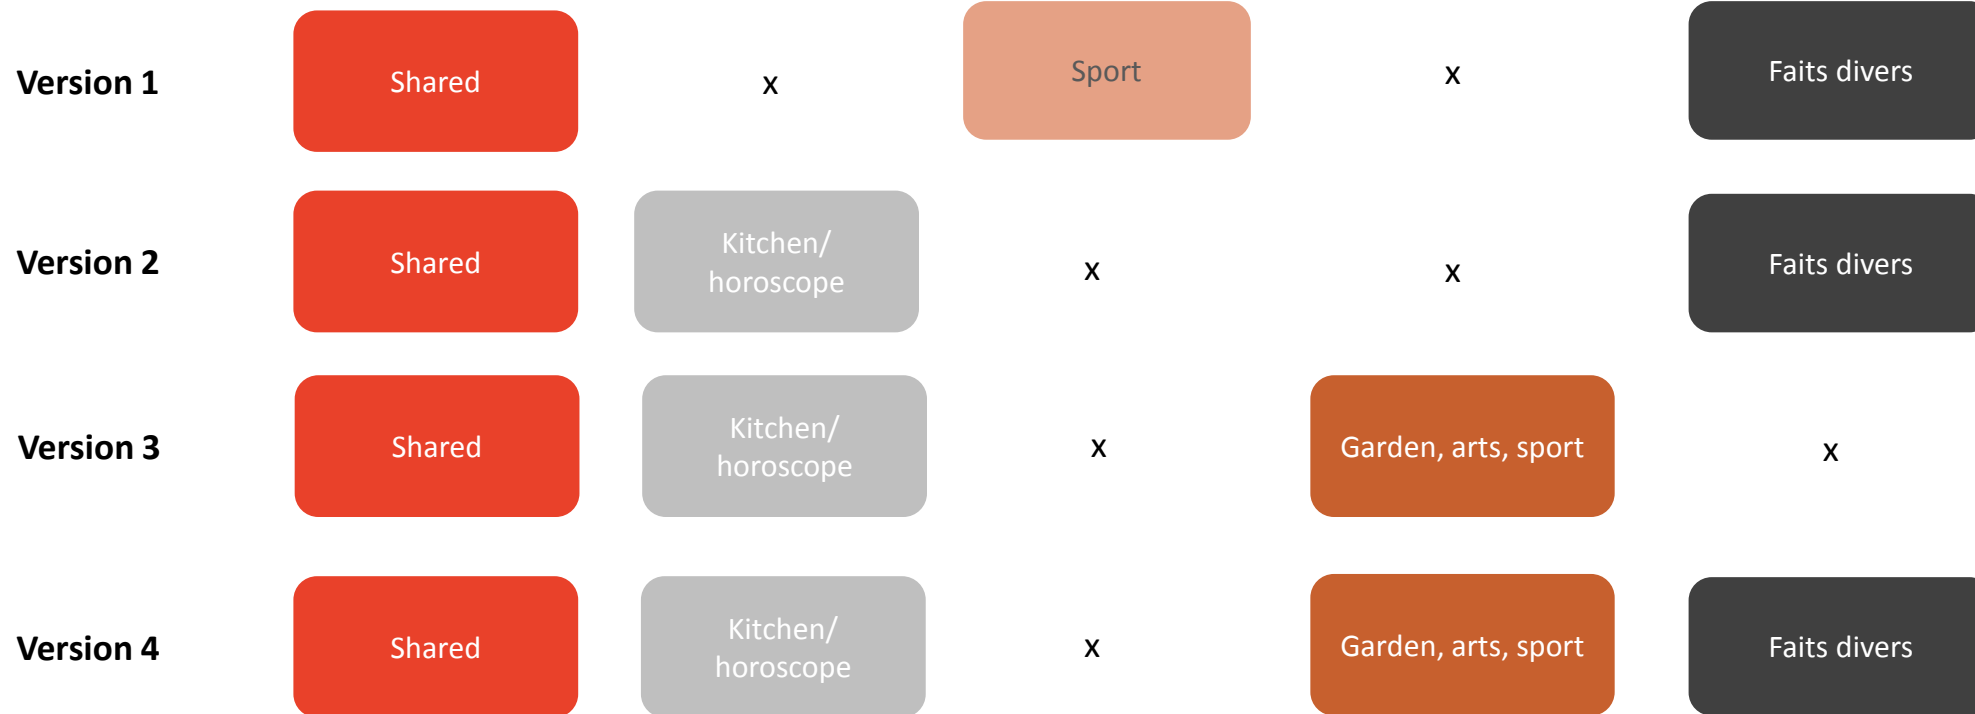 Version 1
Shared
x
Sport
x
Faits divers
Version 2
Shared
Kitchen/
horoscope
x
x
Faits divers
Version 3
Shared
Kitchen/
horoscope
x
Garden, arts, sport
x
Version 4
Shared
Kitchen/
horoscope
x
Garden, arts, sport
Faits divers